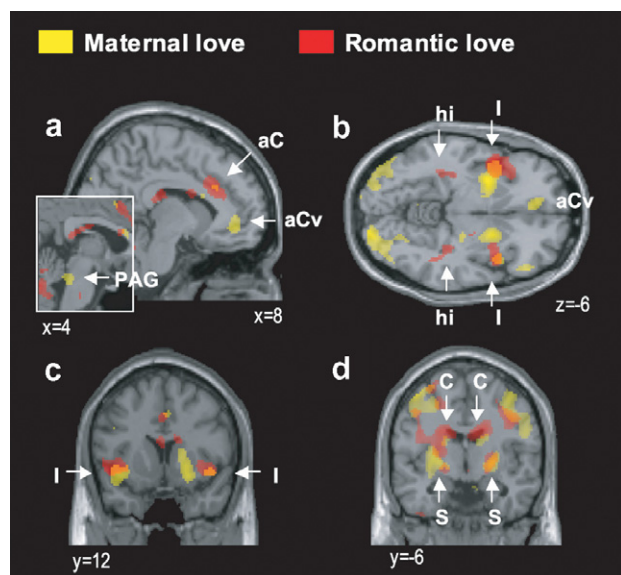 Maternal love Romantic love
a
aC
aCv
PAG
x=4
x=8
b
hi
I
aCv
hi
I
z=-6
c
I
I
y=12
d
C C
S S
y=-6